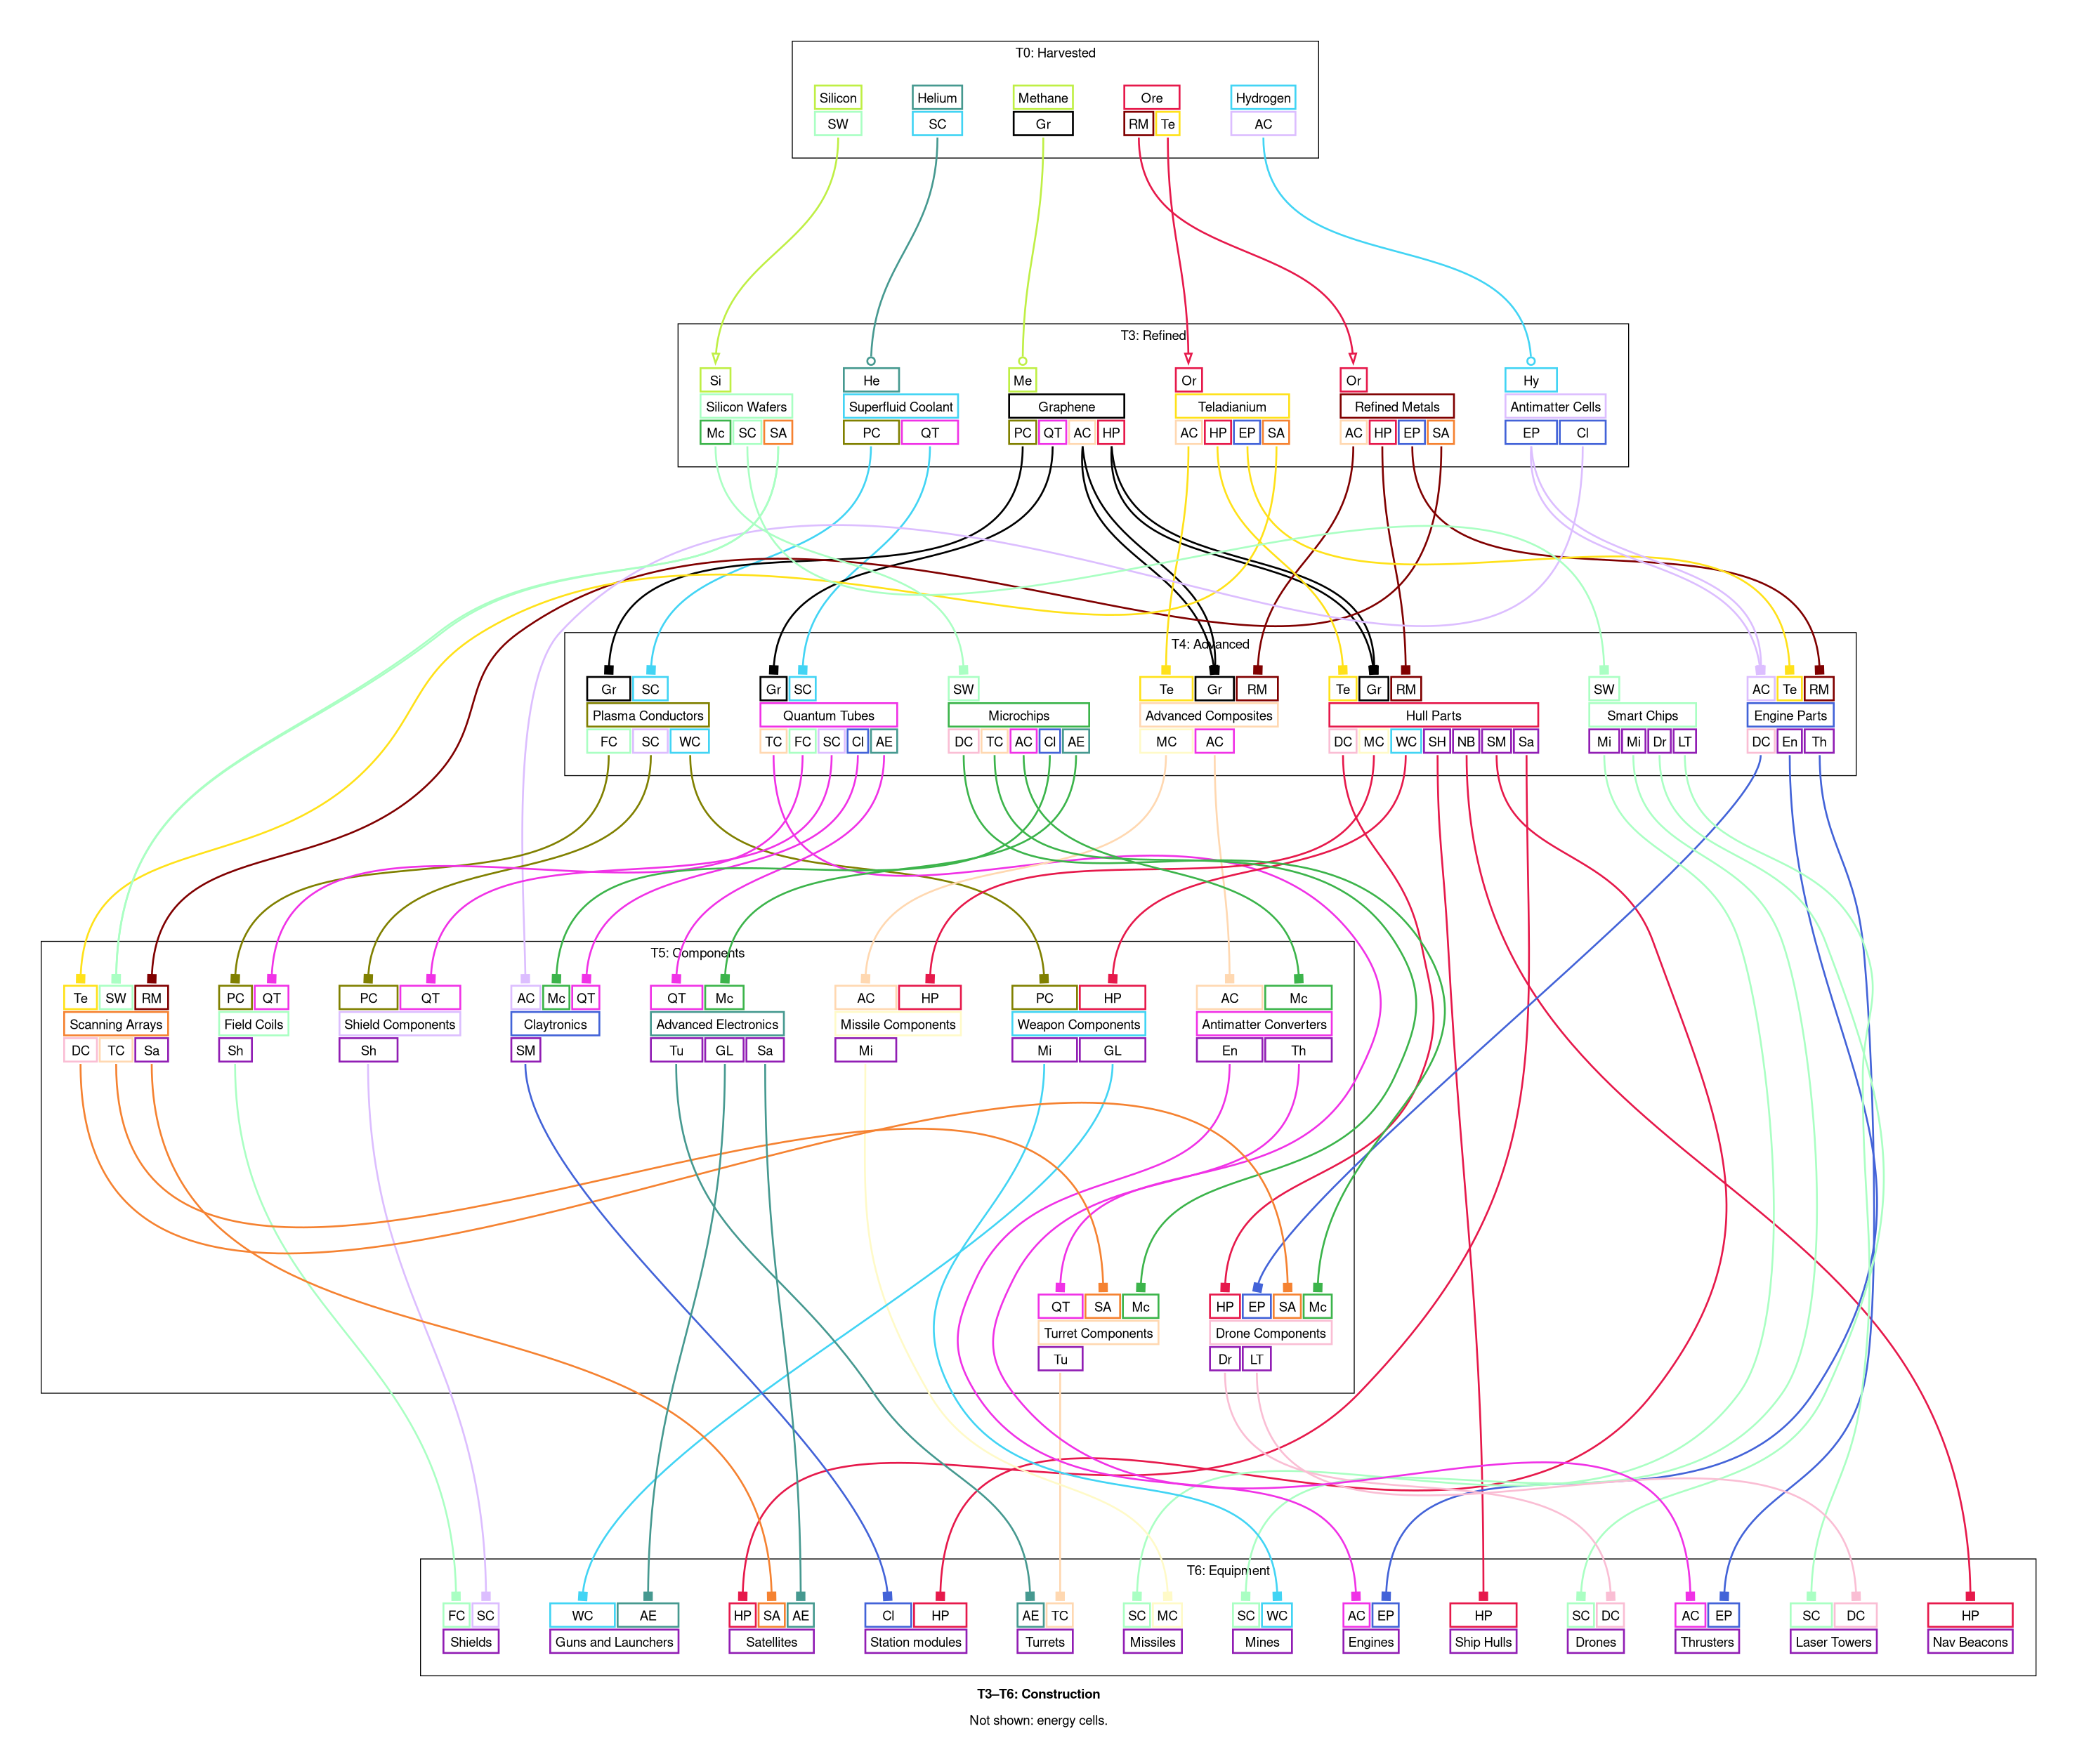 T0: Harvested
Silicon Helium Methane Ore Hydrogen
SW SC Gr RM Te AC
T3: Refined
Si He Me Or Or Hy
Silicon Wafers Superfluid Coolant Graphene Teladianium Refined Metals Antimatter Cells
Mc SC SA PC QT PC QT AC HP AC HP EP SA AC HP EP SA EP Cl
T4: Advanced
Gr SC Gr SC SW Te Gr RM Te Gr RM SW AC Te RM
Plasma Conductors Quantum Tubes Microchips Advanced Composites Hull Parts Smart Chips Engine Parts
FC SC WC TC FC SC Cl AE DC TC AC Cl AE MC AC DC MC WC SH NB SM Sa Mi Mi Dr LT DC En Th
T5: Components
Te SW RM PC QT PC QT AC Mc QT QT Mc AC HP PC HP AC Mc
Scanning Arrays Field Coils Shield Components Claytronics Advanced Electronics Missile Components Weapon Components Antimatter Converters
DC TC Sa Sh Sh SM Tu GL Sa Mi Mi GL En Th
QT SA Mc HP EP SA Mc
Turret Components Drone Components
Tu Dr LT
T6: Equipment
FC SC WC AE HP SA AE Cl HP AE TC SC MC SC WC AC EP HP SC DC AC EP SC DC HP
Shields Guns and Launchers Satellites Station modules Turrets Missiles Mines Engines Ship Hulls Drones Thrusters Laser Towers Nav Beacons
T3–T6: Construction
Not shown: energy cells.